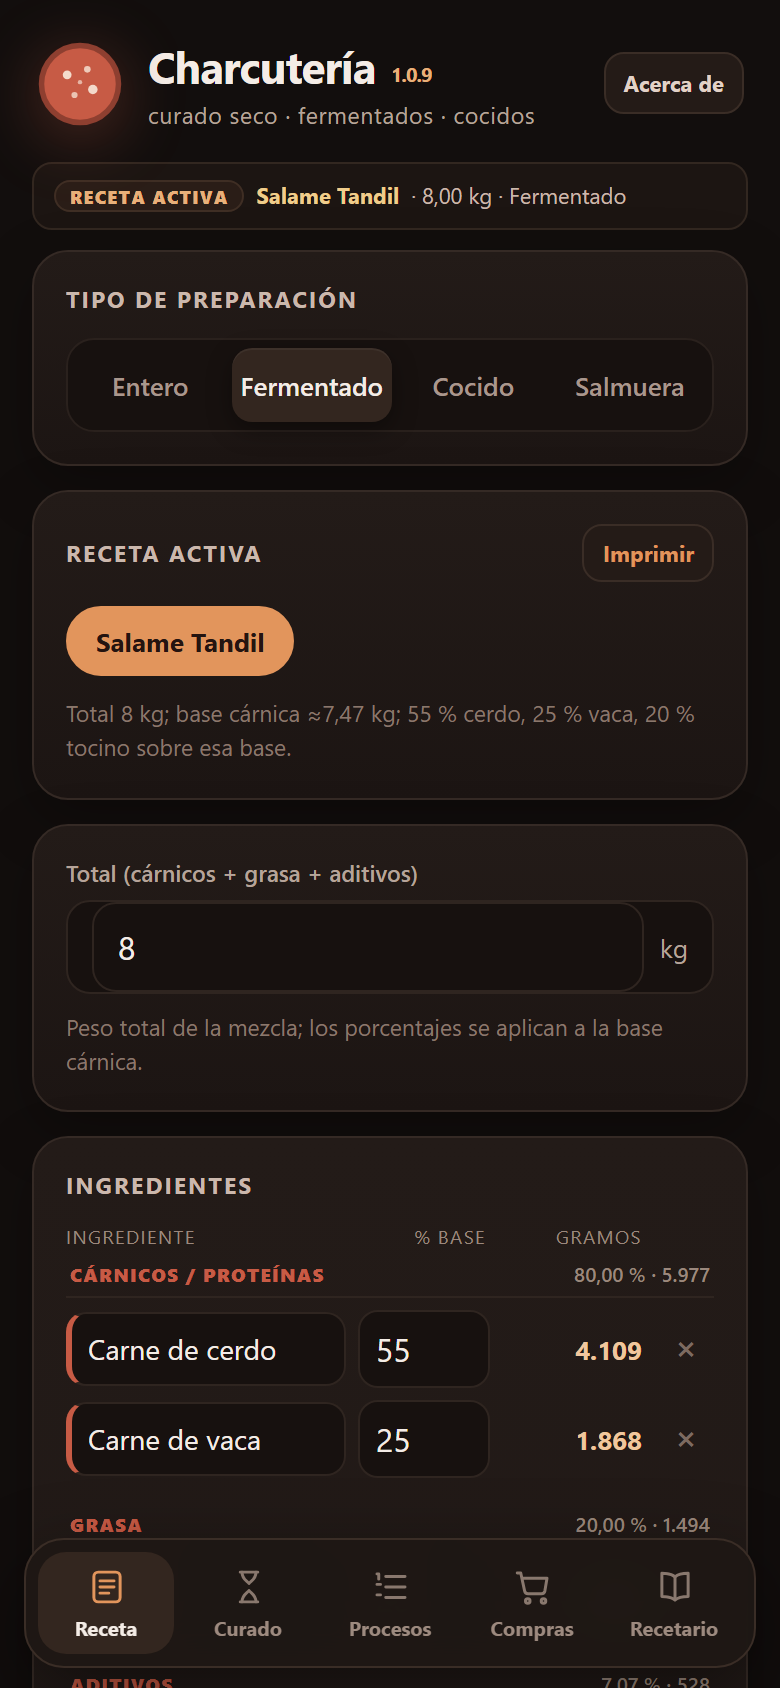 Charcutería 1.0.9
curado seco · fermentados · cocidos
Acerca de
RECETA ACTIVA Salame Tandil · 8,00 kg · Fermentado
TIPO DE PREPARACIÓN
Entero Fermentado Cocido Salmuera
RECETA ACTIVA Imprimir
Salame Tandil
Total 8 kg; base cárnica ≈7,47 kg; 55 % cerdo, 25 % vaca, 20 %
tocino sobre esa base.
Total (cárnicos + grasa + aditivos)
8 kg
Peso total de la mezcla; los porcentajes se aplican a la base
cárnica.
INGREDIENTES
INGREDIENTE % BASE GRAMOS
CÁRNICOS / PROTEÍNAS 80,00 % · 5.977
Carne de cerdo 55 4.109 ×
Carne de vaca 25 1.868 ×
GRASA 20,00 % · 1.494
Receta Curado Procesos Compras Recetario
ADITIVOS 7,07 % · 528